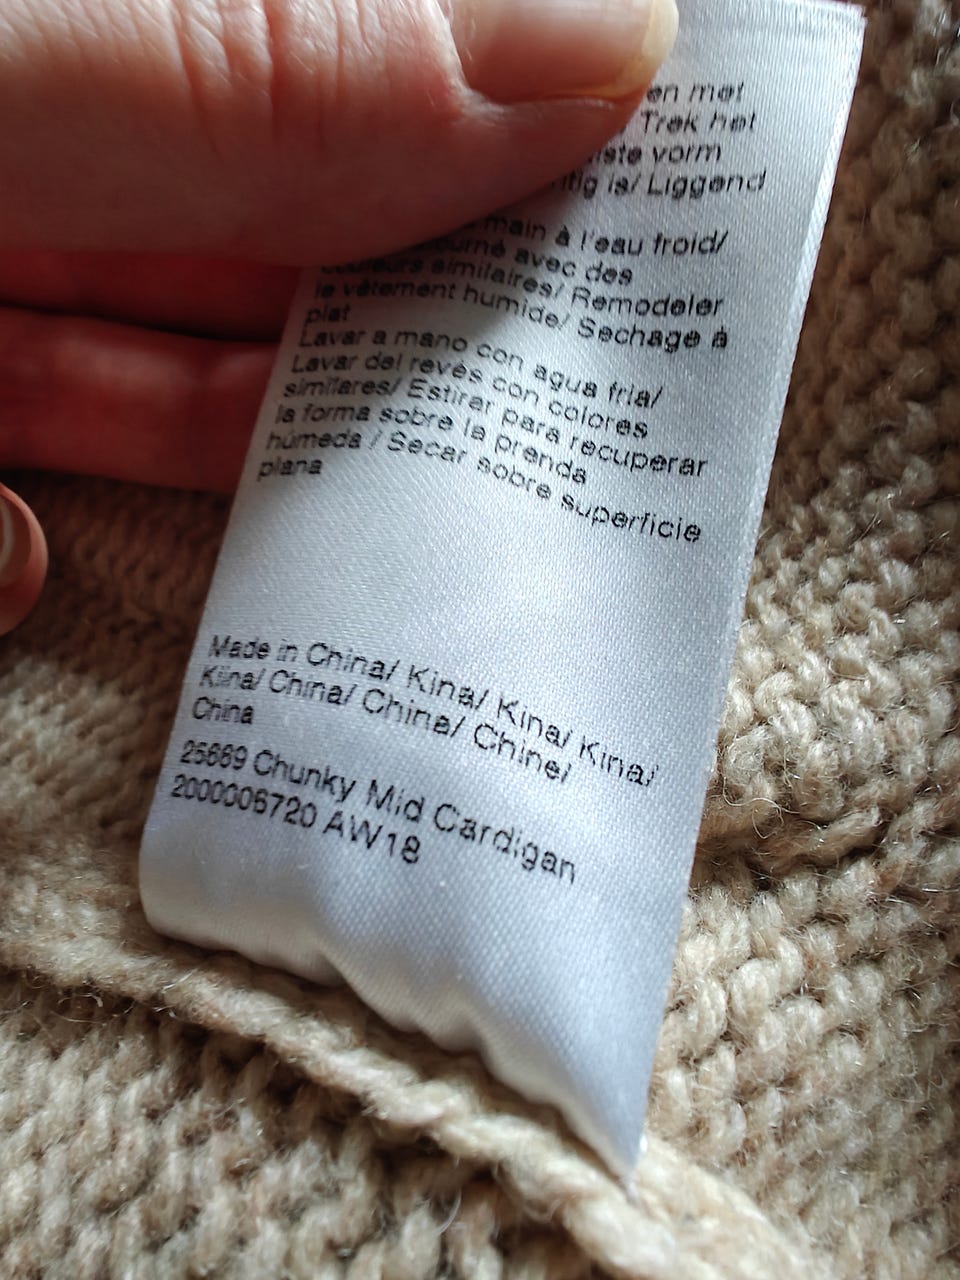 en met
Trek het
vorm
is/ Liggend
main à l'eau froid/
avec des
couleurs similaires/ Remodeler
le vêtement humide/ Sechage à
plat
Lavar a mano con agua fria/
Lavar del revés con colores
similares/ Estirar para recuperar
la forma sobre la prenda
húmeda / Secar sobre superficie
plana
Made in China/ Kina/ Kina/ Kina/
Kiina/ China/ China/ Chine/
China
25669 Chunky Mid Cardigan
2000006720 AW18